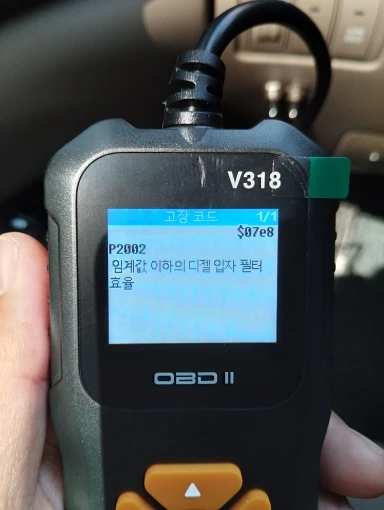 V318
고장 코드 1/1
$07e8
P2002
임계값 이하의 디젤 입자 필터
효율
OBD II